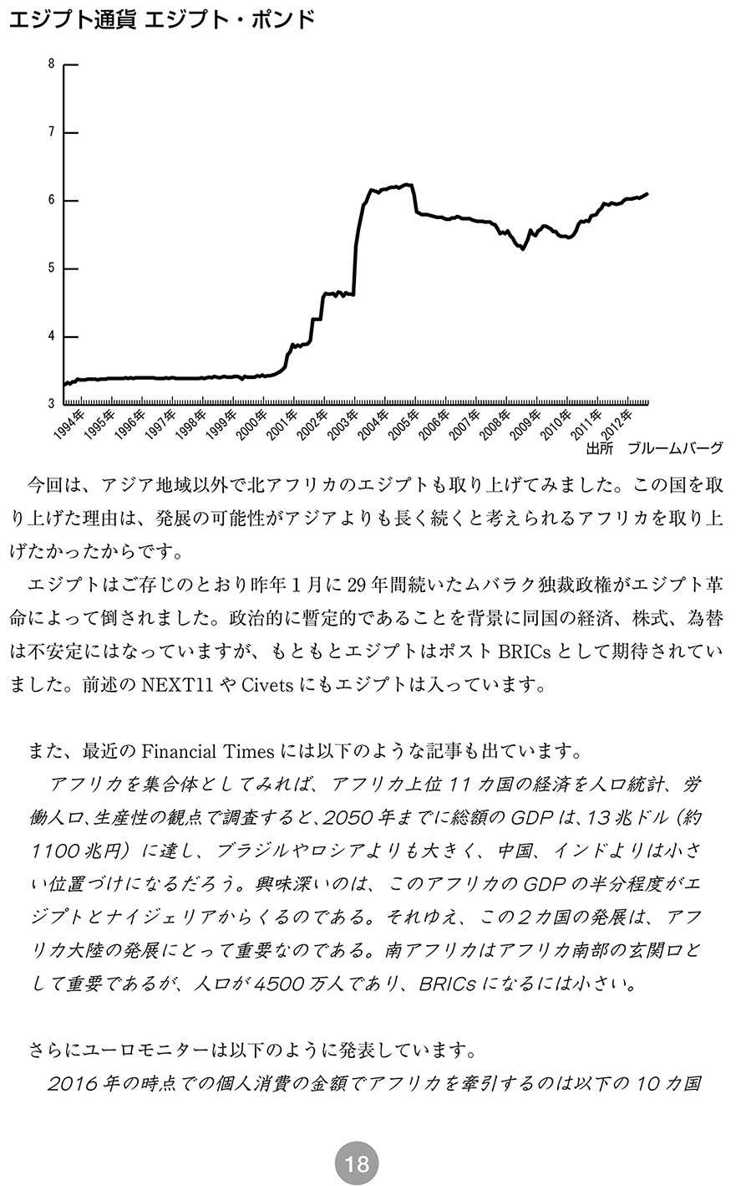 エジプト通貨 エジプト・ポンド
8
7
6
5
4
3
1994年 1995年 1996年 1997年 1998年 1999年 2000年 2001年 2002年 2003年 2004年 2005年 2006年 2007年 2008年 2009年 2010年 2011年 2012年
出所　ブルームバーグ
今回は、アジア地域以外で北アフリカのエジプトも取り上げてみました。この国を取
り上げた理由は、発展の可能性がアジアよりも長く続くと考えられるアフリカを取り上
げたかったからです。
エジプトはご存じのとおり昨年1月に29年間続いたムバラク独裁政権がエジプト革
命によって倒されました。政治的に暫定的であることを背景に同国の経済、株式、為替
は不安定にはなっていますが、もともとエジプトはポストBRICsとして期待されてい
ました。前述のNEXT11やCivetsにもエジプトは入っています。
また、最近のFinancial Timesには以下のような記事も出ています。
アフリカを集合体としてみれば、アフリカ上位11カ国の経済を人口統計、労
働人口、生産性の観点で調査すると、2050年までに総額のGDPは、13兆ドル（約
1100兆円）に達し、ブラジルやロシアよりも大きく、中国、インドよりは小さ
い位置づけになるだろう。興味深いのは、このアフリカのGDPの半分程度がエ
ジプトとナイジェリアからくるのである。それゆえ、この2カ国の発展は、アフ
リカ大陸の発展にとって重要なのである。南アフリカはアフリカ南部の玄関口と
して重要であるが、人口が4500万人であり、BRICsになるには小さい。
さらにユーロモニターは以下のように発表しています。
2016年の時点での個人消費の金額でアフリカを牽引するのは以下の10カ国
18